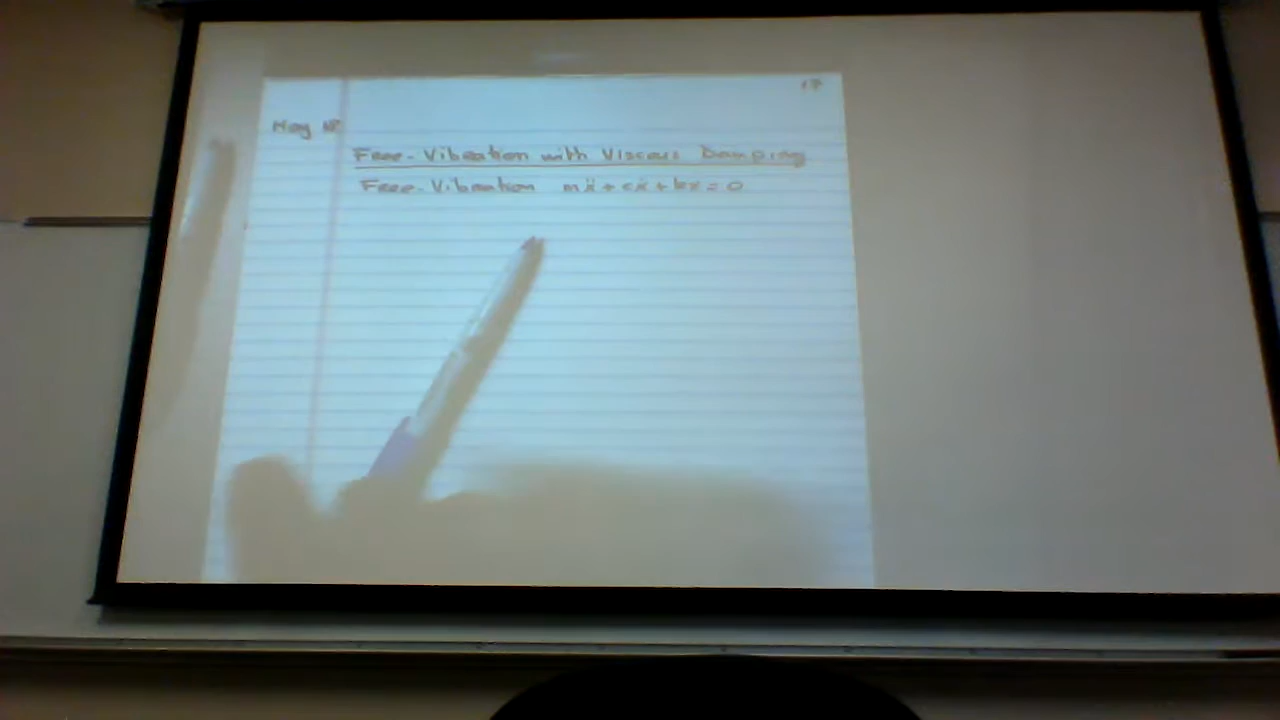 17
May 18
Free-Vibration with Viscous Damping
Free-Vibration mẍ + cẋ + kx = 0